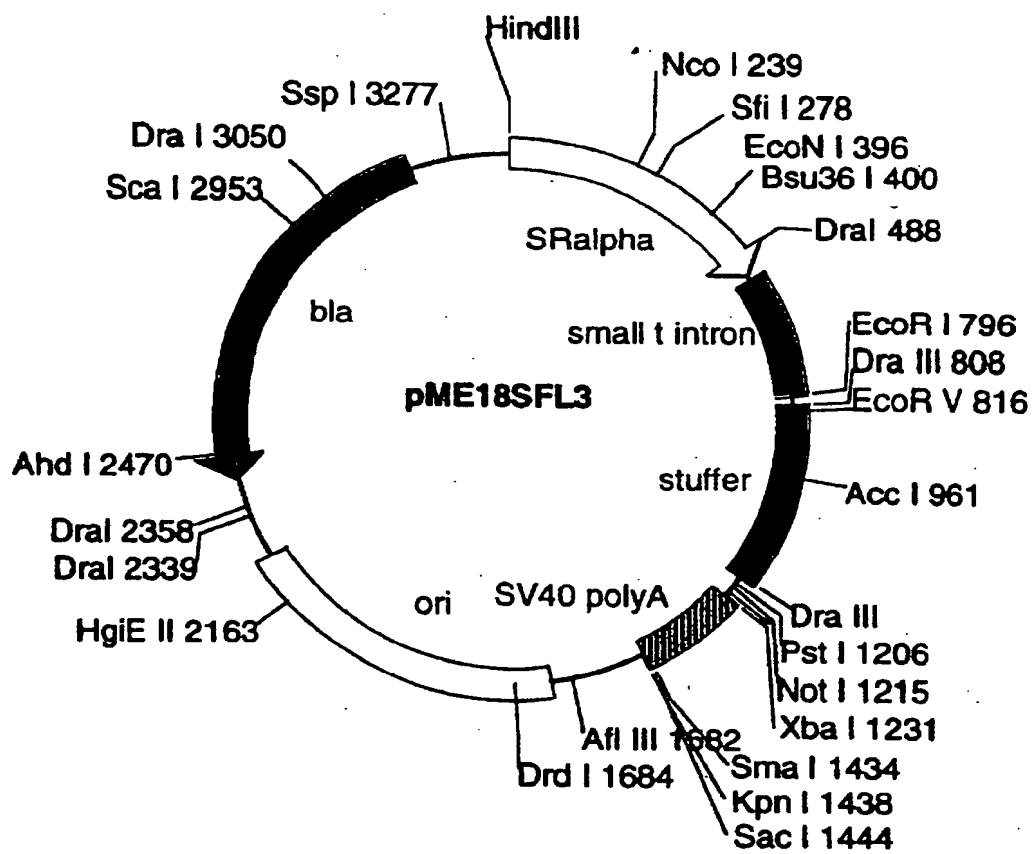 HindIII
Nco I 239
Sfi I 278
EcoN I 396
Bsu36 I 400
DraI 488
EcoR I 796
Dra III 808
EcoR V 816
Acc I 961
Dra III
Pst I 1206
Not I 1215
Xba I 1231
Sma I 1434
Kpn I 1438
Sac I 1444
Afl III 1682
Drd I 1684
HgiE II 2163
DraI 2339
DraI 2358
Ahd I 2470
Sca I 2953
Dra I 3050
Ssp I 3277
SRalpha
small t intron
stuffer
SV40 polyA
ori
bla
pME18SFL3